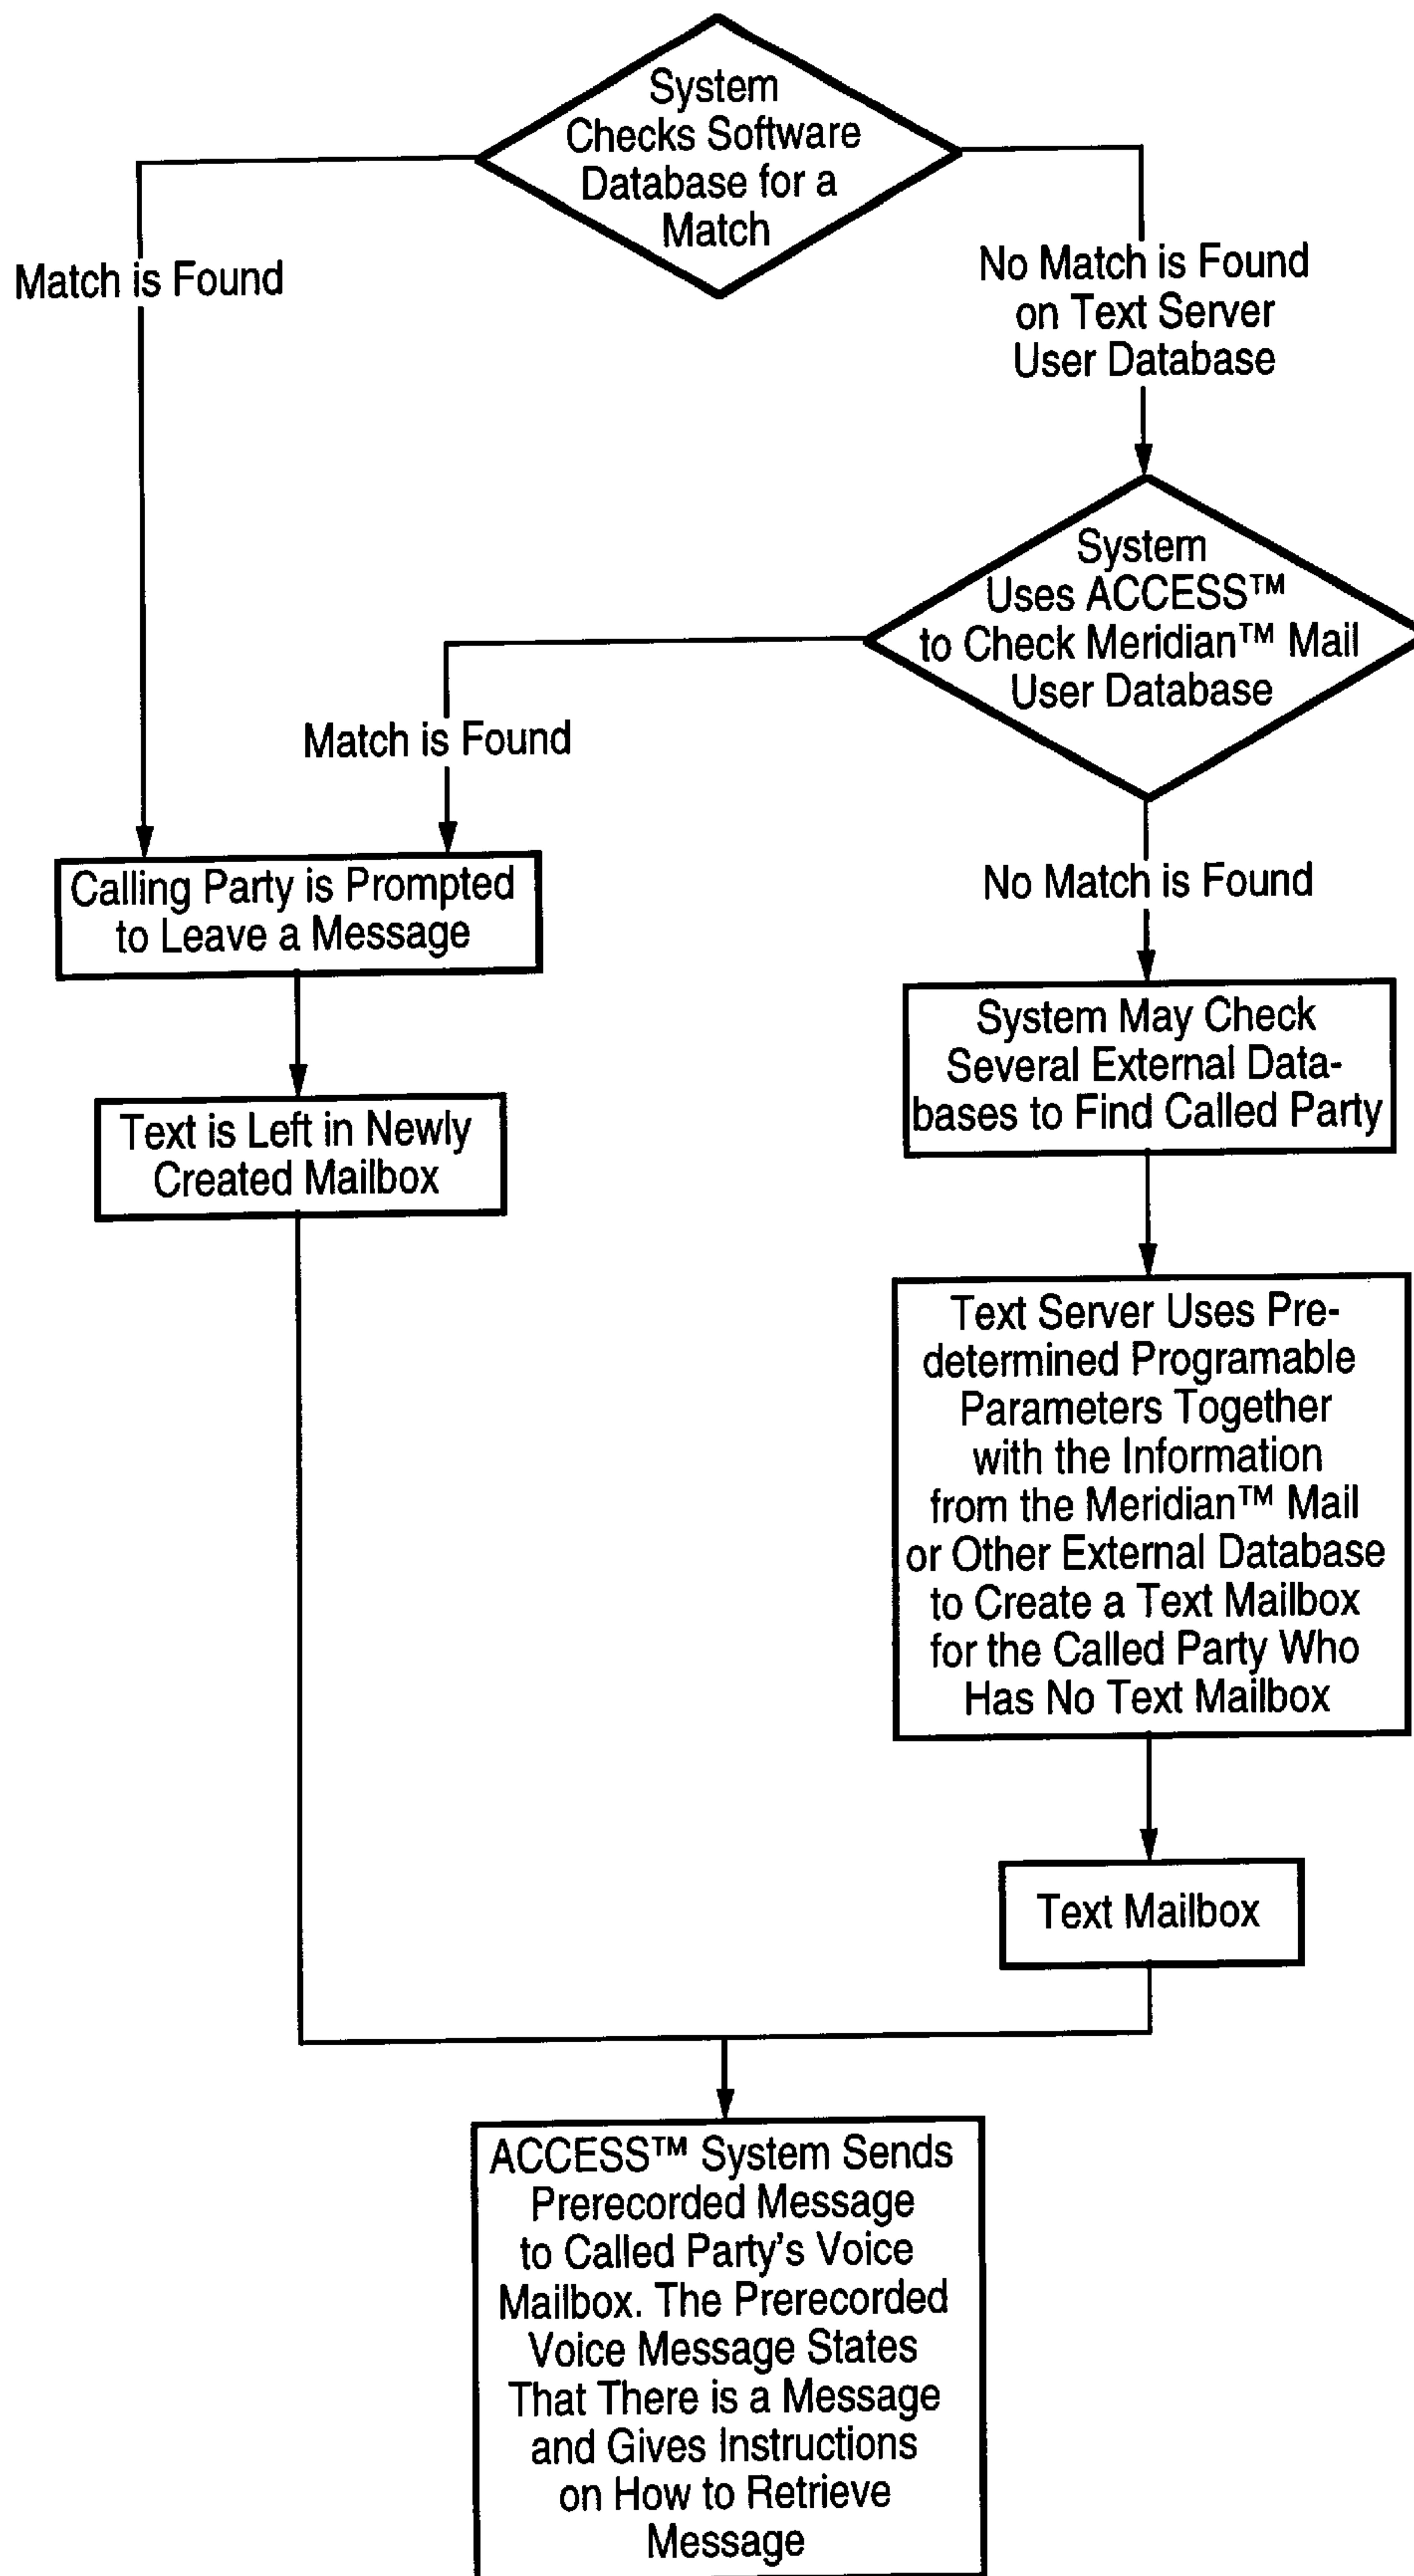 System
Checks Software
Database for a
Match
Match is Found
No Match is Found
on Text Server
User Database
System
Uses ACCESS™
to Check Meridian™ Mail
User Database
Match is Found
No Match is Found
Calling Party is Prompted
to Leave a Message
System May Check
Several External Data-
bases to Find Called Party
Text is Left in Newly
Created Mailbox
Text Server Uses Pre-
determined Programable
Parameters Together
with the Information
from the Meridian™ Mail
or Other External Database
to Create a Text Mailbox
for the Called Party Who
Has No Text Mailbox
Text Mailbox
ACCESS™ System Sends
Prerecorded Message
to Called Party's Voice
Mailbox. The Prerecorded
Voice Message States
That There is a Message
and Gives Instructions
on How to Retrieve
Message